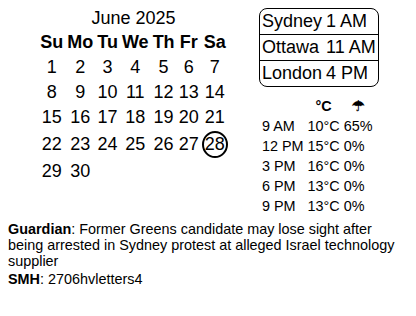 June 2025
Su Mo Tu We Th Fr Sa
1 2 3 4 5 6 7
8 9 10 11 12 13 14
15 16 17 18 19 20 21
22 23 24 25 26 27 28
29 30
Sydney 1 AM
Ottawa 11 AM
London 4 PM
°C ☂
9 AM 10°C 65%
12 PM 15°C 0%
3 PM 16°C 0%
6 PM 13°C 0%
9 PM 13°C 0%
Guardian: Former Greens candidate may lose sight after
being arrested in Sydney protest at alleged Israel technology
supplier
SMH: 2706hvletters4